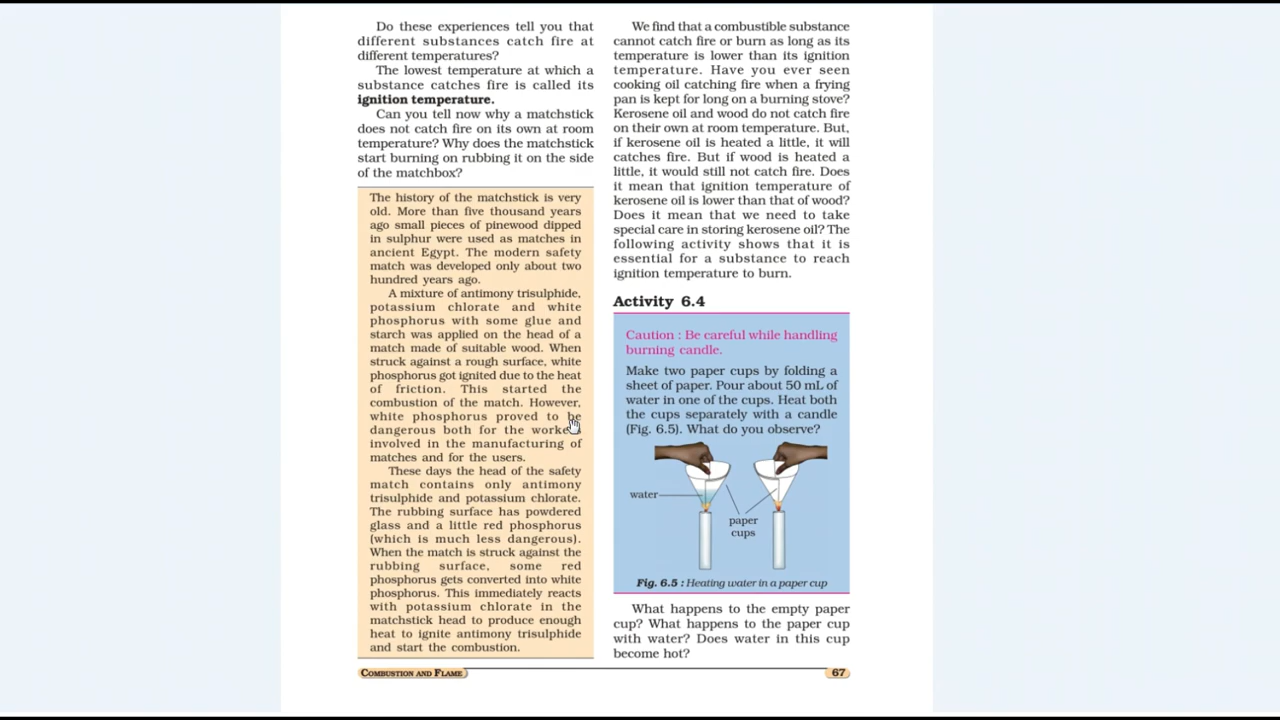 Do these experiences tell you that
different substances catch fire at
different temperatures?
The lowest temperature at which a
substance catches fire is called its
ignition temperature.
Can you tell now why a matchstick
does not catch fire on its own at room
temperature? Why does the matchstick
start burning on rubbing it on the side
of the matchbox?
The history of the matchstick is very
old. More than five thousand years
ago small pieces of pinewood dipped
in sulphur were used as matches in
ancient Egypt. The modern safety
match was developed only about two
hundred years ago.
A mixture of antimony trisulphide,
potassium chlorate and white
phosphorus with some glue and
starch was applied on the head of a
match made of suitable wood. When
struck against a rough surface, white
phosphorus got ignited due to the heat
of friction. This started the
combustion of the match. However,
white phosphorus proved to be
dangerous both for the workers
involved in the manufacturing of
matches and for the users.
These days the head of the safety
match contains only antimony
trisulphide and potassium chlorate.
The rubbing surface has powdered
glass and a little red phosphorus
(which is much less dangerous).
When the match is struck against the
rubbing surface, some red
phosphorus gets converted into white
phosphorus. This immediately reacts
with potassium chlorate in the
matchstick head to produce enough
heat to ignite antimony trisulphide
and start the combustion.
We find that a combustible substance
cannot catch fire or burn as long as its
temperature is lower than its ignition
temperature. Have you ever seen
cooking oil catching fire when a frying
pan is kept for long on a burning stove?
Kerosene oil and wood do not catch fire
on their own at room temperature. But,
if kerosene oil is heated a little, it will
catches fire. But if wood is heated a
little, it would still not catch fire. Does
it mean that ignition temperature of
kerosene oil is lower than that of wood?
Does it mean that we need to take
special care in storing kerosene oil? The
following activity shows that it is
essential for a substance to reach
ignition temperature to burn.
Activity 6.4
Caution : Be careful while handling
burning candle.
Make two paper cups by folding a
sheet of paper. Pour about 50 mL of
water in one of the cups. Heat both
the cups separately with a candle
(Fig. 6.5). What do you observe?
water
paper
cups
Fig. 6.5 : Heating water in a paper cup
What happens to the empty paper
cup? What happens to the paper cup
with water? Does water in this cup
become hot?
COMBUSTION AND FLAME
67